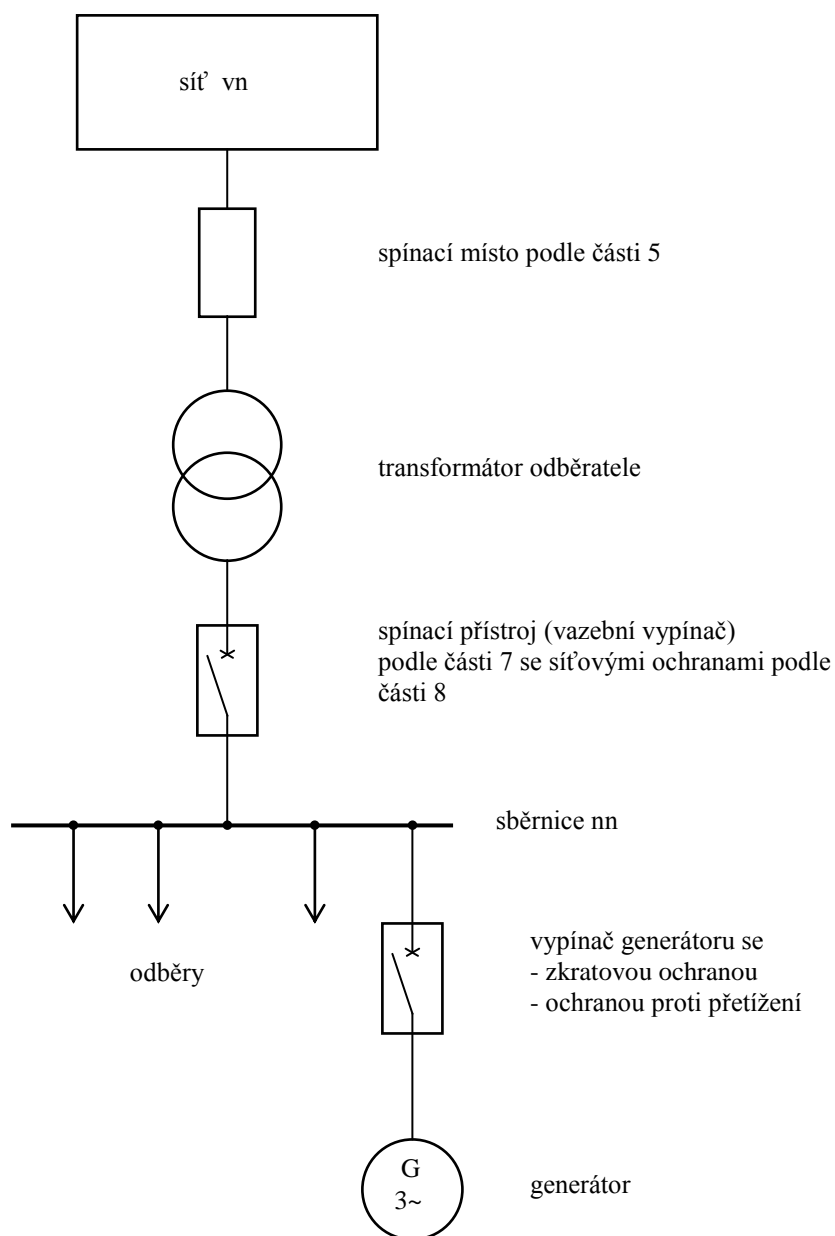 síť vn
spínací místo podle části 5
transformátor odběratele
spínací přístroj (vazební vypínač)
podle části 7 se síťovými ochranami podle
části 8
sběrnice nn
odběry
vypínač generátoru se
- zkratovou ochranou
- ochranou proti přetížení
G
3~
generátor